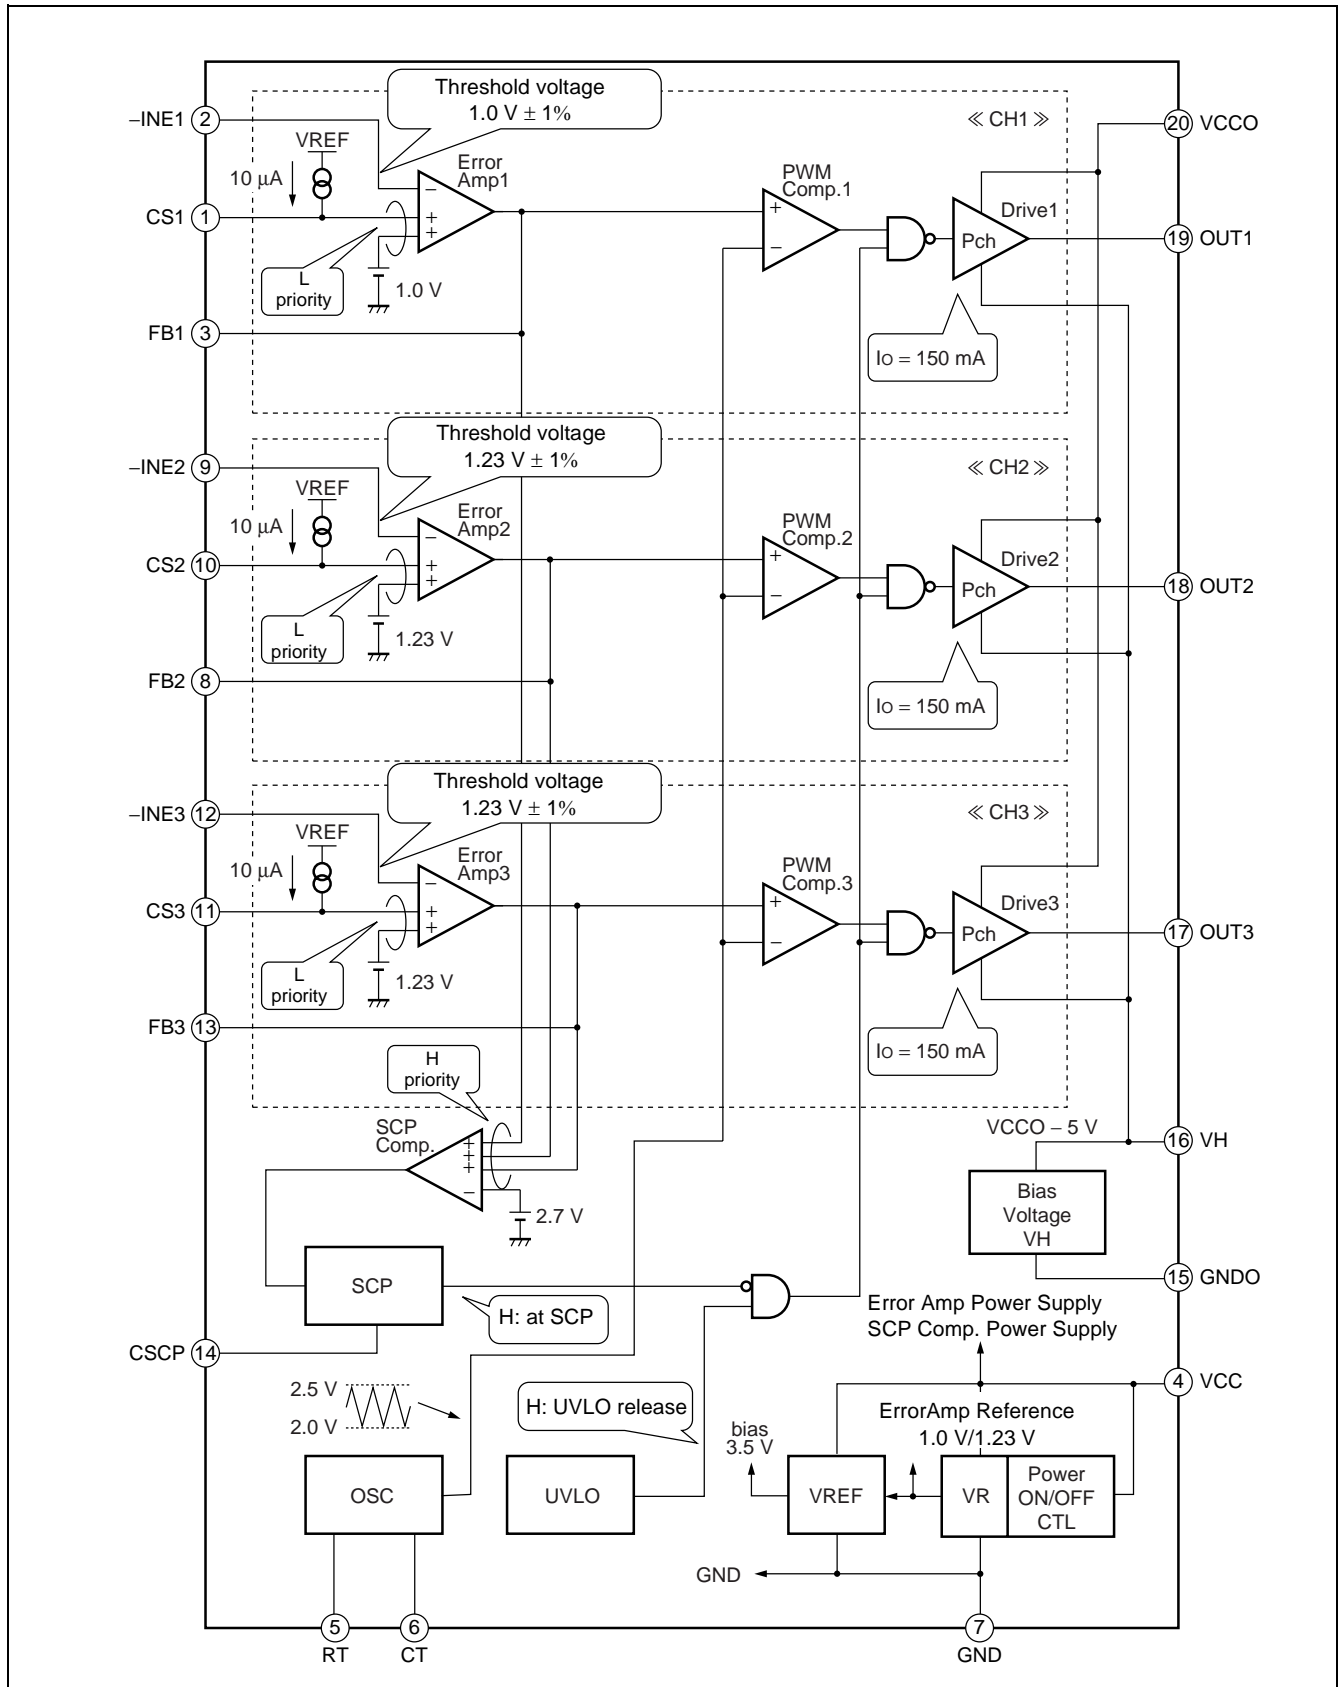 Threshold voltage
1.0 V ± 1%
−INE1
2
VREF
10 µA
Error
Amp1
−
+
+
CS1
1
L
priority
1.0 V
FB1
3
≪ CH1 ≫
PWM
Comp.1
+
−
Drive1
Pch
IO = 150 mA
20
VCCO
19
OUT1
Threshold voltage
1.23 V ± 1%
−INE2
9
VREF
10 µA
Error
Amp2
−
+
+
CS2
10
L
priority
1.23 V
FB2
8
≪ CH2 ≫
PWM
Comp.2
+
−
Drive2
Pch
IO = 150 mA
18
OUT2
Threshold voltage
1.23 V ± 1%
−INE3
12
VREF
10 µA
Error
Amp3
−
+
+
CS3
11
L
priority
1.23 V
FB3
13
≪ CH3 ≫
PWM
Comp.3
+
−
Drive3
Pch
IO = 150 mA
17
OUT3
H
priority
SCP
Comp.
+
+
+
−
2.7 V
VCCO − 5 V
16
VH
Bias
Voltage
VH
15
GNDO
SCP
H: at SCP
CSCP
14
Error Amp Power Supply
SCP Comp. Power Supply
4
VCC
2.5 V
2.0 V
H: UVLO release
bias
3.5 V
ErrorAmp Reference
1.0 V/1.23 V
OSC
UVLO
VREF
VR
Power
ON/OFF
CTL
GND
5
RT
6
CT
7
GND